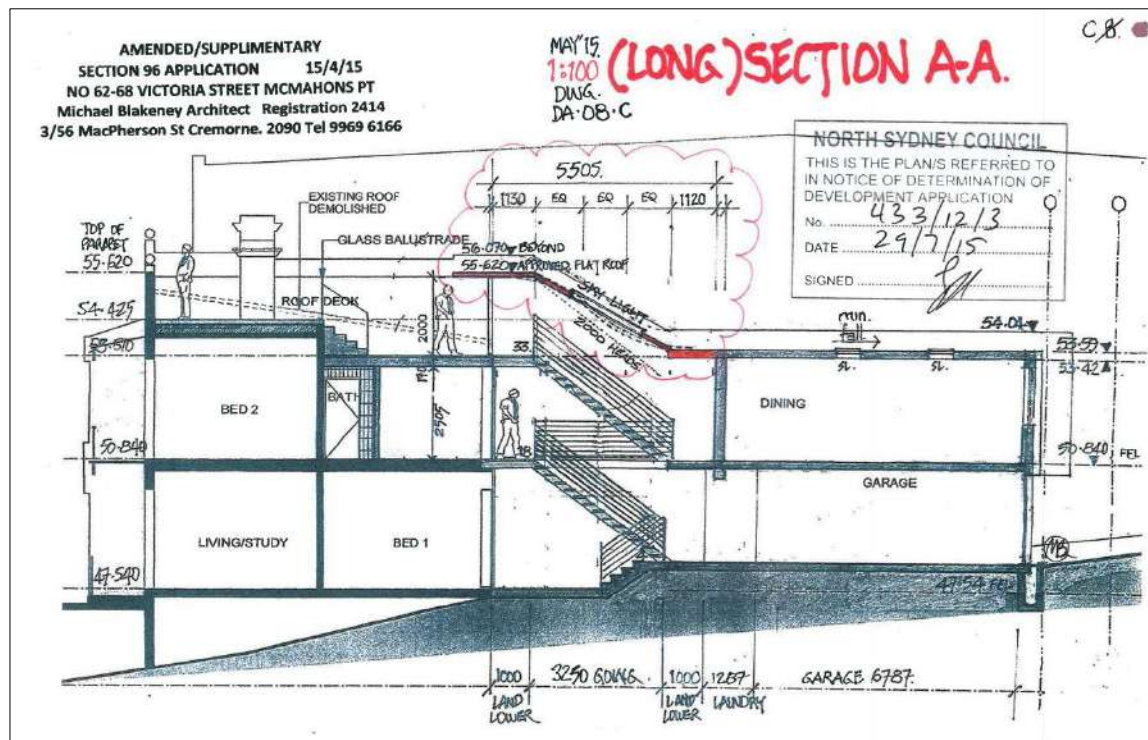 AMENDED/SUPPLIMENTARY
SECTION 96 APPLICATION 15/4/15
NO 62-68 VICTORIA STREET MCMAHONS PT
Michael Blakeney Architect Registration 2414
3/56 MacPherson St Cremorne. 2090 Tel 9969 6166
MAY'15.
1:100
DWG.
DA·08·C
(LONG)SECTION A-A.
NORTH SYDNEY COUNCIL
THIS IS THE PLAN/S REFERRED TO
IN NOTICE OF DETERMINATION OF
DEVELOPMENT APPLICATION
No. 433/12/3
DATE 29/7/15
SIGNED
5505.
1130 EQ EQ EQ 1120
EXISTING ROOF
DEMOLISHED
GLASS BALUSTRADE
56.070 BEYOND
55.620 APPROVED FLAT ROOF
TOP OF
PARAPET
55.620
54.425
ROOF DECK
2000
SKY LIGHT
2000 HEAD
33
min.
fall.
54.01
53.59
53.42
SL. SL.
BED 2
BATH
190
2505
18
DINING
50.840
50.840 FEL
GARAGE
LIVING/STUDY
BED 1
47.540
47.54
1000 3250 GOING. 1000 1287 GARAGE 6787.
LAND
LOWER
LAND
LOWER
LAUNDRY